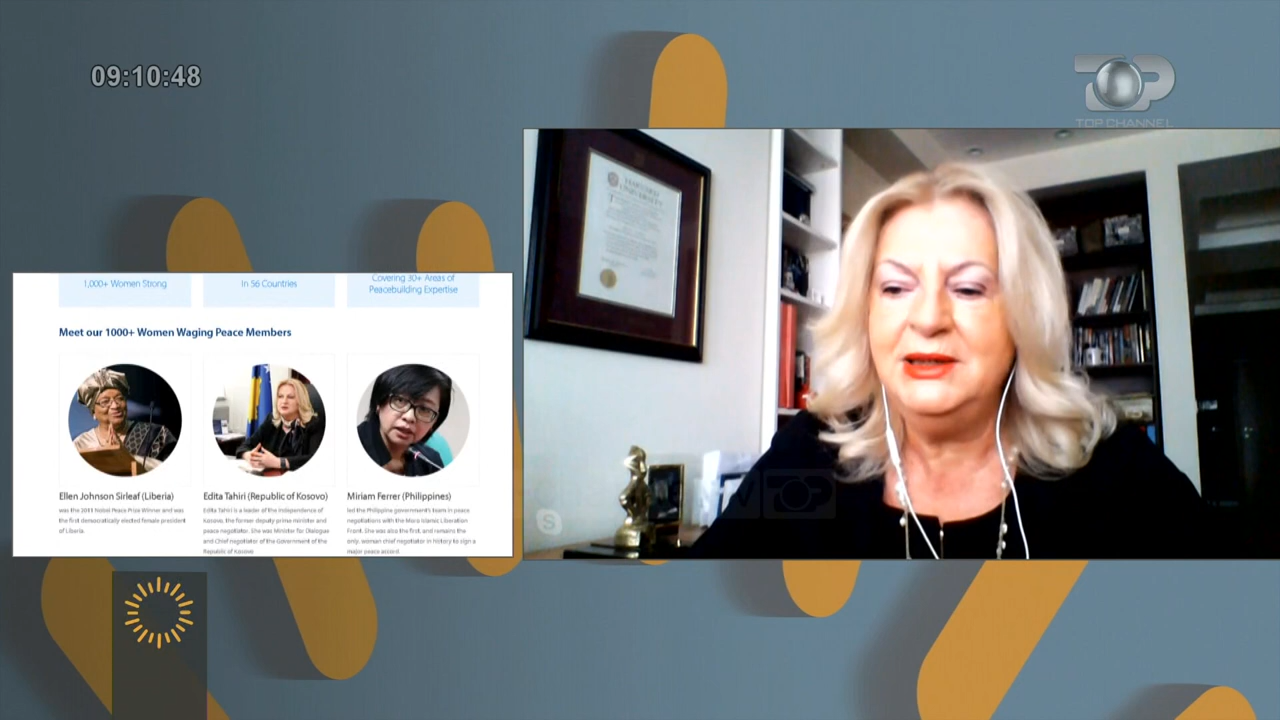 09:10:48
TOP CHANNEL
1,000+ Women Strong
In 56 Countries
Covering 30+ Areas of
Peacebuilding Expertise
Meet our 1000+ Women Waging Peace Members
Ellen Johnson Sirleaf (Liberia)
was the 2011 Nobel Peace Prize Winner and was
the first democratically elected female president
of Liberia.
Edita Tahiri (Republic of Kosovo)
Edita Tahiri is a leader of the independence of
Kosovo, the former deputy prime minister and
peace negotiator. She was Minister for Dialogue
and Chief negotiator of the Government of the
Republic of Kosovo
Miriam Ferrer (Philippines)
led the Philippine government's team in peace
negotiations with the Moro Islamic Liberation
Front. She was also the first, and remains the
only, woman chief negotiator in history to sign a
major peace accord.
HARVARD
UNIVERSITY